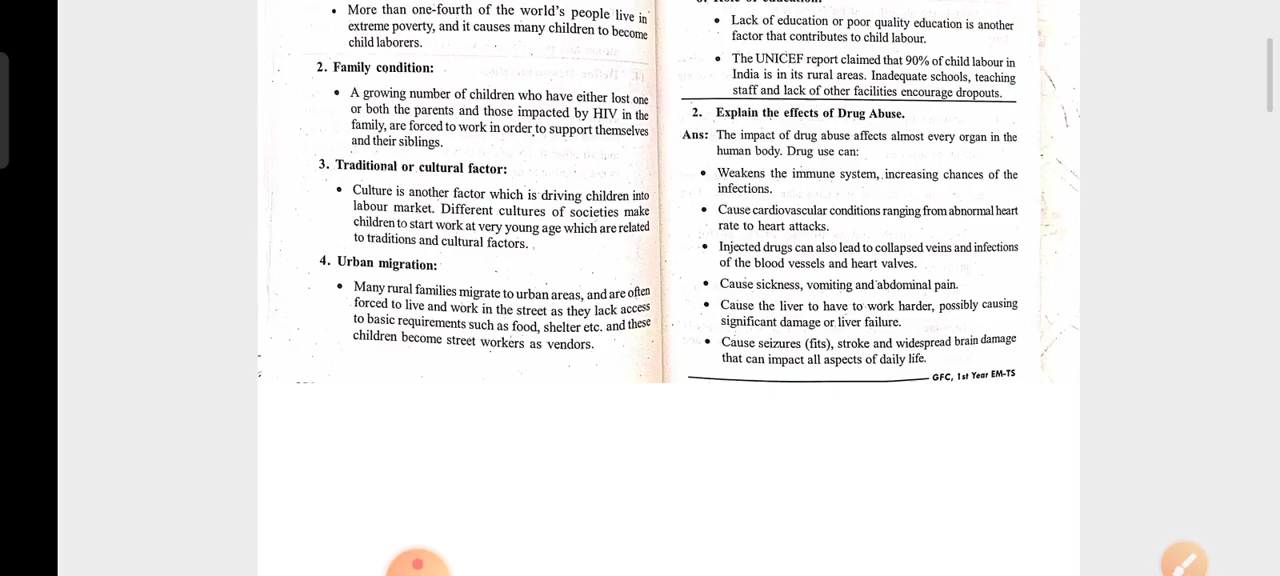 • More than one-fourth of the world's people live in
extreme poverty, and it causes many children to become
child laborers.
2. Family condition:
• A growing number of children who have either lost one
or both the parents and those impacted by HIV in the
family, are forced to work in order to support themselves
and their siblings.
3. Traditional or cultural factor:
• Culture is another factor which is driving children into
labour market. Different cultures of societies make
children to start work at very young age which are related
to traditions and cultural factors.
4. Urban migration:
• Many rural families migrate to urban areas, and are often
forced to live and work in the street as they lack access
to basic requirements such as food, shelter etc. and these
children become street workers as vendors.
• Lack of education or poor quality education is another
factor that contributes to child labour.
• The UNICEF report claimed that 90% of child labour in
India is in its rural areas. Inadequate schools, teaching
staff and lack of other facilities encourage dropouts.
2. Explain the effects of Drug Abuse.
Ans: The impact of drug abuse affects almost every organ in the
human body. Drug use can:
• Weakens the immune system, increasing chances of the
infections.
• Cause cardiovascular conditions ranging from abnormal heart
rate to heart attacks.
• Injected drugs can also lead to collapsed veins and infections
of the blood vessels and heart valves.
• Cause sickness, vomiting and abdominal pain.
• Cause the liver to have to work harder, possibly causing
significant damage or liver failure.
• Cause seizures (fits), stroke and widespread brain damage
that can impact all aspects of daily life.
GFC, 1st Year EM-TS